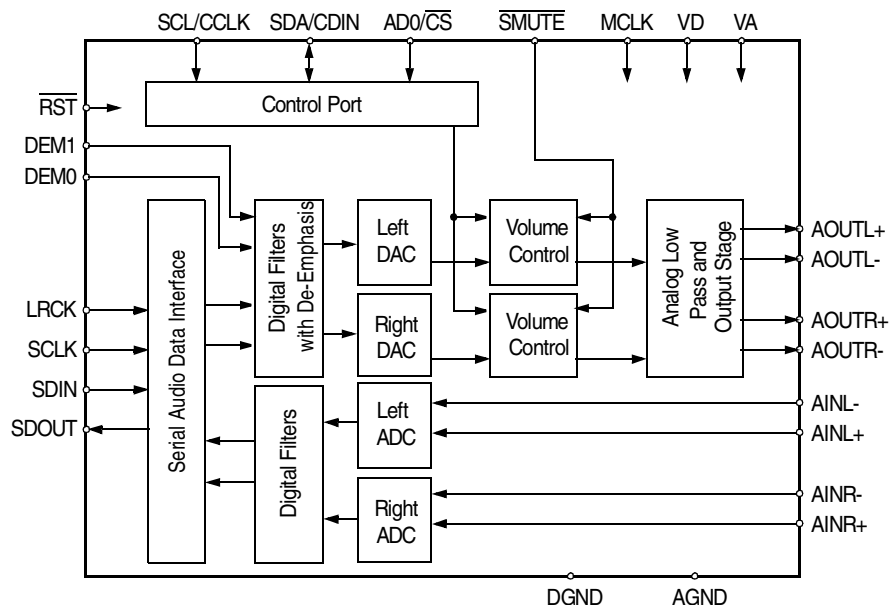 SCL/CCLK SDA/CDIN AD0/CS SMUTE MCLK VD VA
Control Port
RST
DEM1
DEM0
LRCK
SCLK
SDIN
SDOUT
Serial Audio Data Interface
Digital Filters
with De-Emphasis
Left
DAC
Right
DAC
Volume
Control
Volume
Control
Analog Low
Pass and
Output Stage
AOUTL+
AOUTL-
AOUTR+
AOUTR-
Digital Filters
Left
ADC
Right
ADC
AINL-
AINL+
AINR-
AINR+
DGND AGND